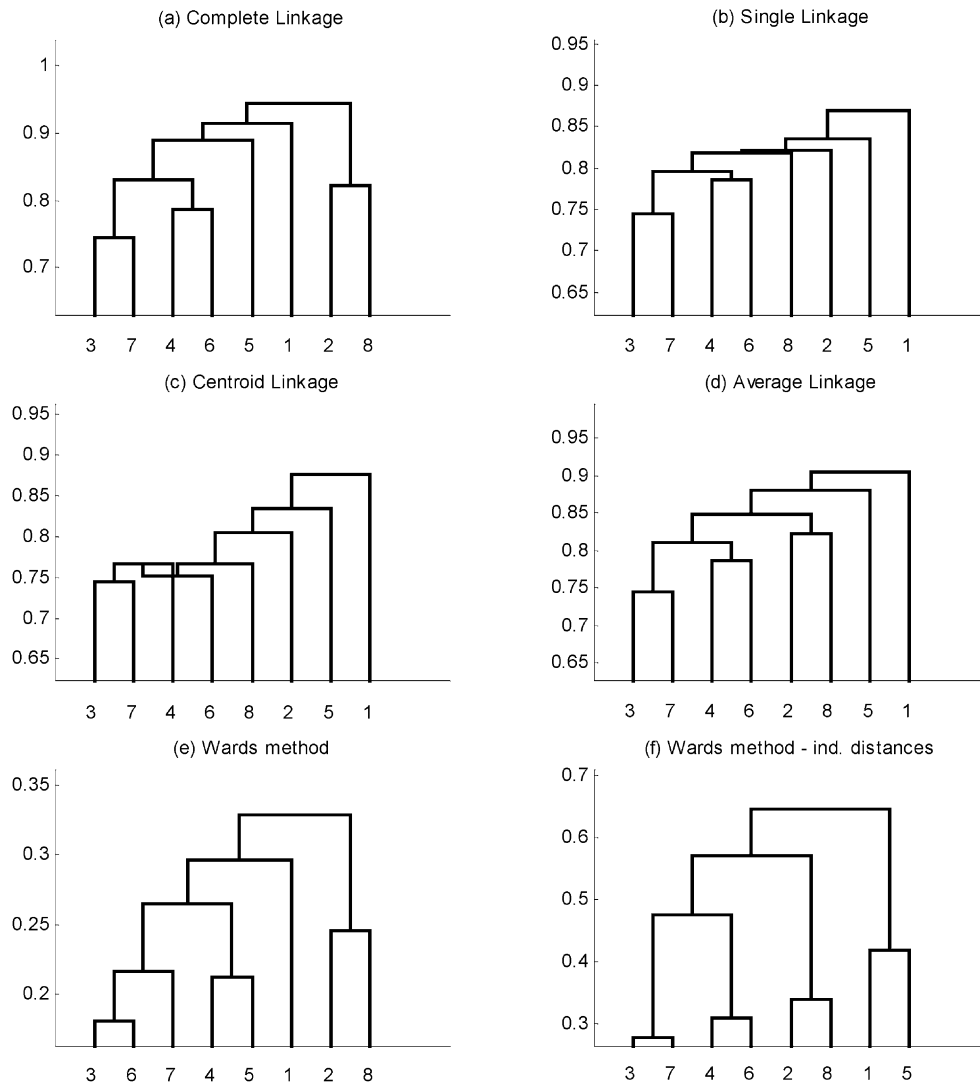 (a) Complete Linkage
1
0.9
0.8
0.7
3 7 4 6 5 1 2 8
(b) Single Linkage
0.95
0.9
0.85
0.8
0.75
0.7
0.65
3 7 4 6 8 2 5 1
(c) Centroid Linkage
0.95
0.9
0.85
0.8
0.75
0.7
0.65
3 7 4 6 8 2 5 1
(d) Average Linkage
0.95
0.9
0.85
0.8
0.75
0.7
0.65
3 7 4 6 2 8 5 1
(e) Wards method
0.35
0.3
0.25
0.2
3 6 7 4 5 1 2 8
(f) Wards method - ind. distances
0.7
0.6
0.5
0.4
0.3
3 7 4 6 2 8 1 5